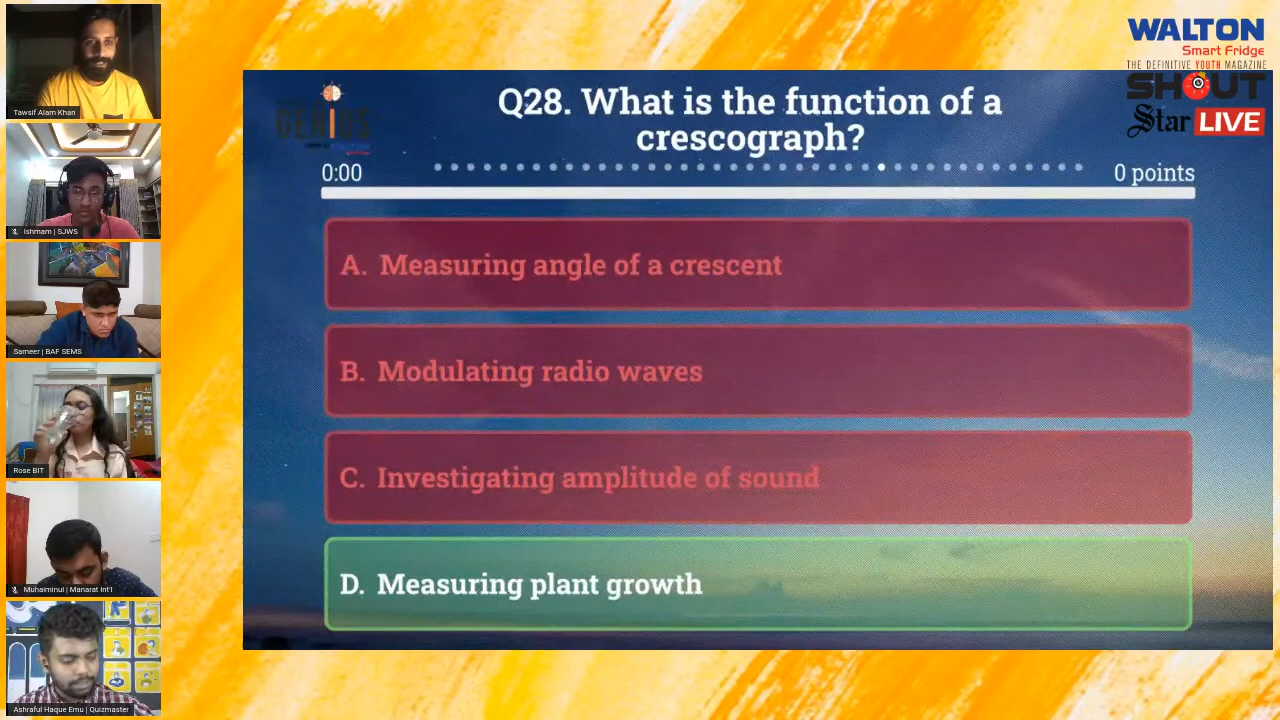 WALTON
Smart Fridge
THE DEFINITIVE YOUTH MAGAZINE
SHOUT
Star LIVE
GENIUS
Q28. What is the function of a
crescograph?
0:00
0 points
A. Measuring angle of a crescent
B. Modulating radio waves
C. Investigating amplitude of sound
D. Measuring plant growth
Tawsif Alam Khan
Ishmam | SJWS
Sameer | BAF SEMS
Rose BIT
Muhaiminul | Manarat Int'l
Ashraful Haque Emu | Quizmaster